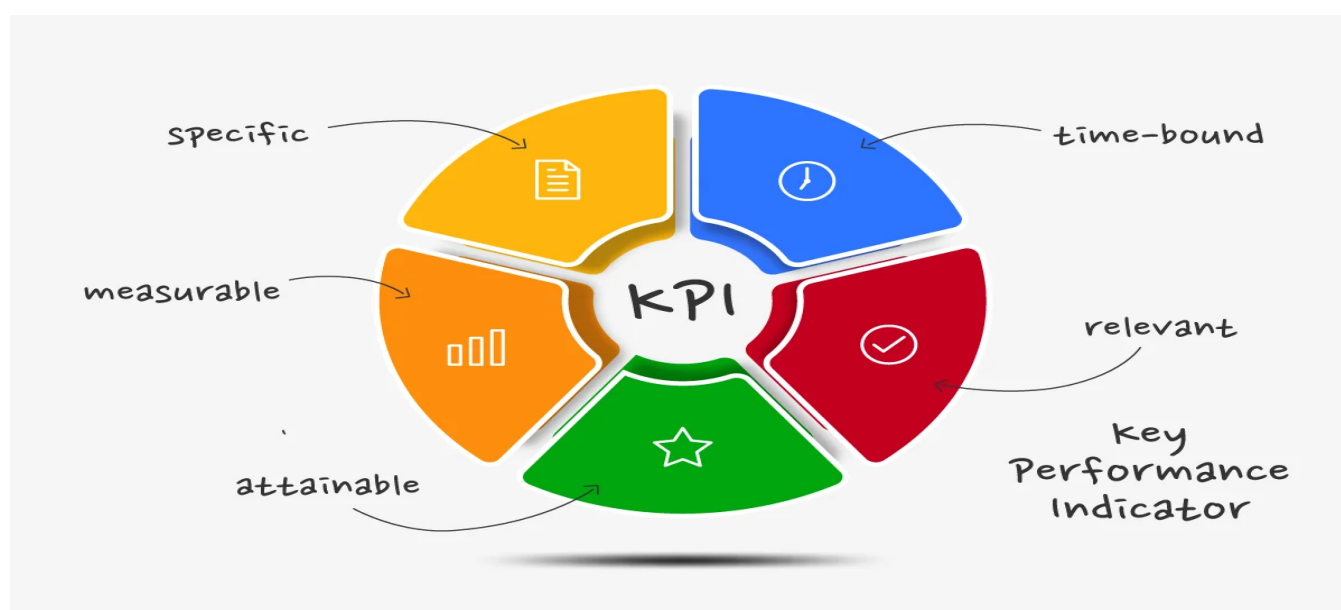 specific
time-bound
measurable
KPI
relevant
attainable
Key
Performance
Indicator